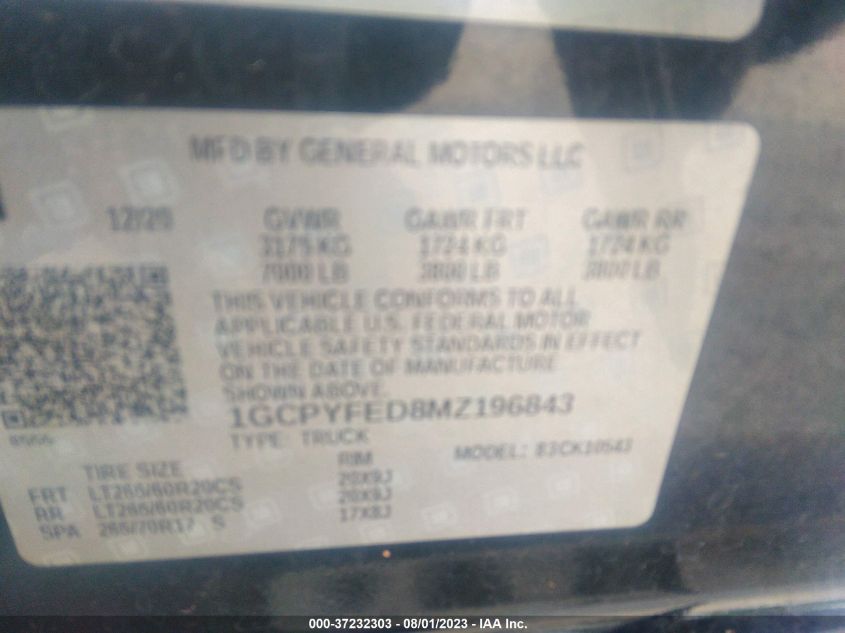 MFD BY GENERAL MOTORS LLC
12/20 GVWR GAWR FRT GAWR RR
3175 KG 1724 KG 1724 KG
7000 LB 3800 LB 3800 LB
THIS VEHICLE CONFORMS TO ALL
APPLICABLE U.S. FEDERAL MOTOR
VEHICLE SAFETY STANDARDS IN EFFECT
ON THE DATE OF MANUFACTURE
SHOWN ABOVE.
1GCPYFED8MZ196843
TYPE: TRUCK MODEL: 83CK10543
TIRE SIZE RIM
FRT LT265/60R20CS 20X9J
RR LT265/60R20CS 20X9J
SPA 265/70R17 S 17X8J
000-37232303 - 08/01/2023 - IAA Inc.